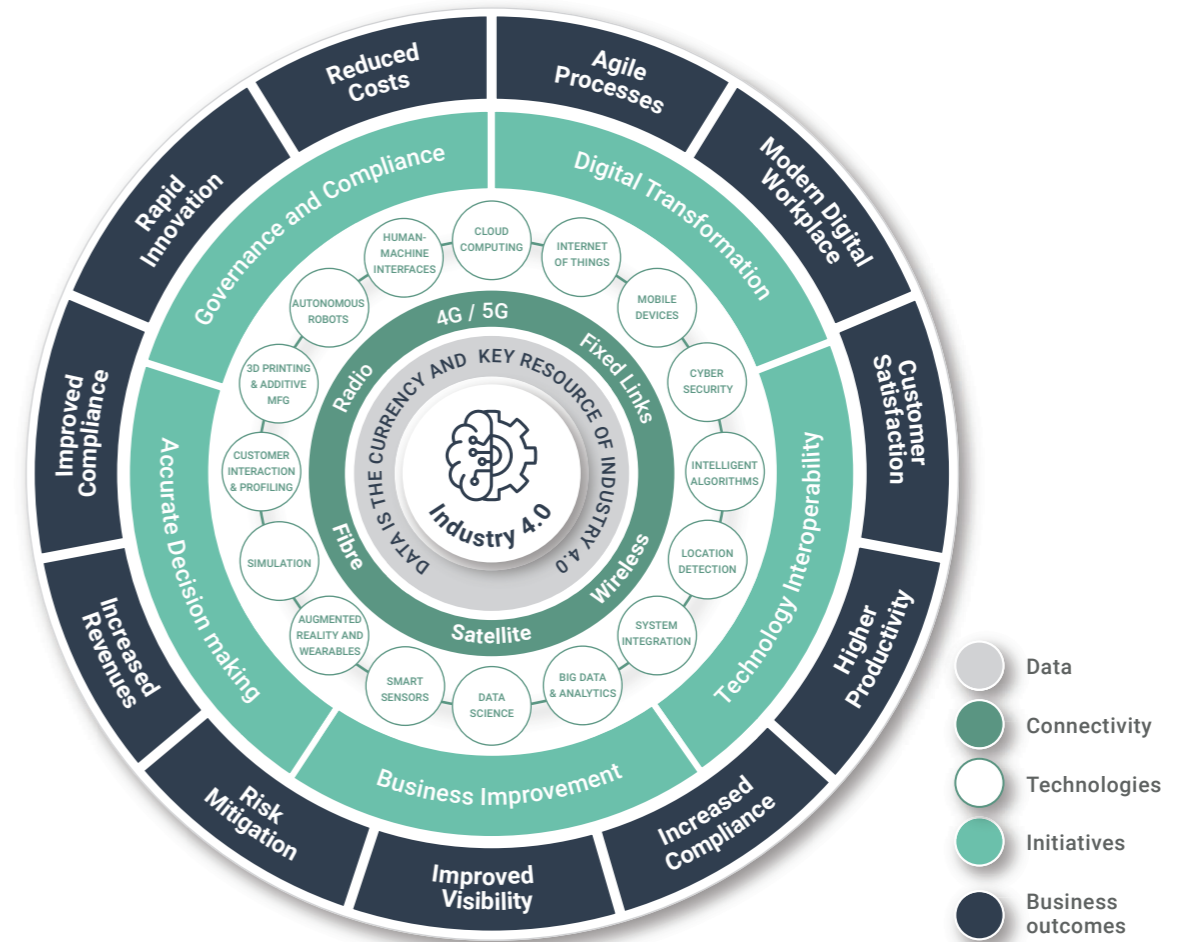 Reduced
Costs
Agile
Processes
Modern Digital
Workplace
Customer
Satisfaction
Higher
Productivity
Increased
Compliance
Improved
Visibility
Risk
Mitigation
Increased
Revenues
Improved
Compliance
Rapid
Innovation
Governance and Compliance
Digital Transformation
Technology Interoperability
Business Improvement
Accurate Decision making
CLOUD
COMPUTING
INTERNET
OF THINGS
MOBILE
DEVICES
CYBER
SECURITY
INTELLIGENT
ALGORITHMS
LOCATION
DETECTION
SYSTEM
INTEGRATION
BIG DATA
& ANALYTICS
DATA
SCIENCE
SMART
SENSORS
AUGMENTED
REALITY AND
WEARABLES
SIMULATION
CUSTOMER
INTERACTION
& PROFILING
3D PRINTING
& ADDITIVE
MFG
AUTONOMOUS
ROBOTS
HUMAN-
MACHINE
INTERFACES
4G / 5G
Fixed Links
Wireless
Satellite
Fibre
Radio
DATA IS THE CURRENCY AND KEY RESOURCE OF INDUSTRY 4.0
Industry 4.0
Data
Connectivity
Technologies
Initiatives
Business
outcomes